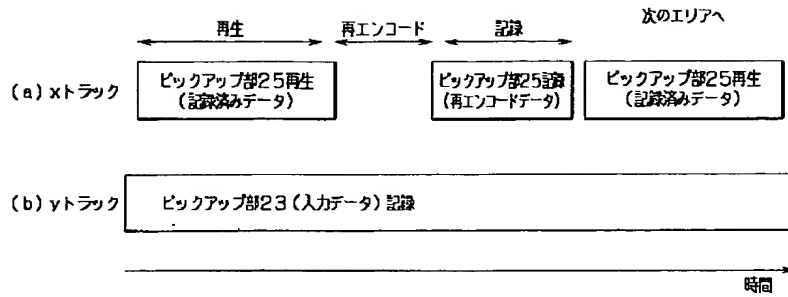 次のエリアへ
再生 再エンコード 記録
(a) xトラック ピックアップ部25再生 ピックアップ部25記録 ピックアップ部25再生
(記録済みデータ) (再エンコードデータ) (記録済みデータ)
(b) yトラック ピックアップ部23(入力データ)記録
時間